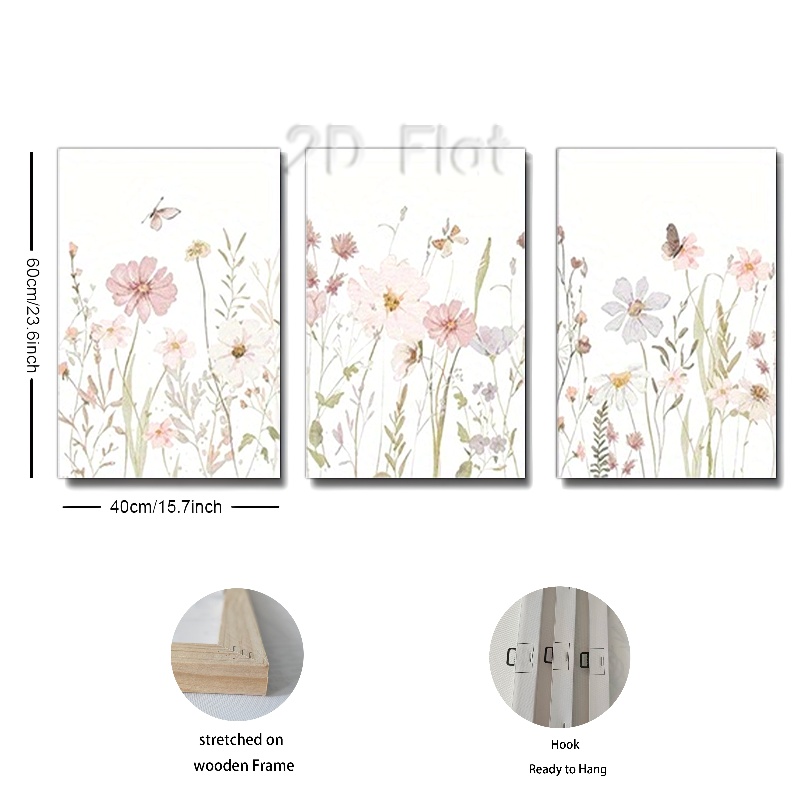 2D Flat
60cm/23.6inch
40cm/15.7inch
stretched on
wooden Frame
Hook
Ready to Hang